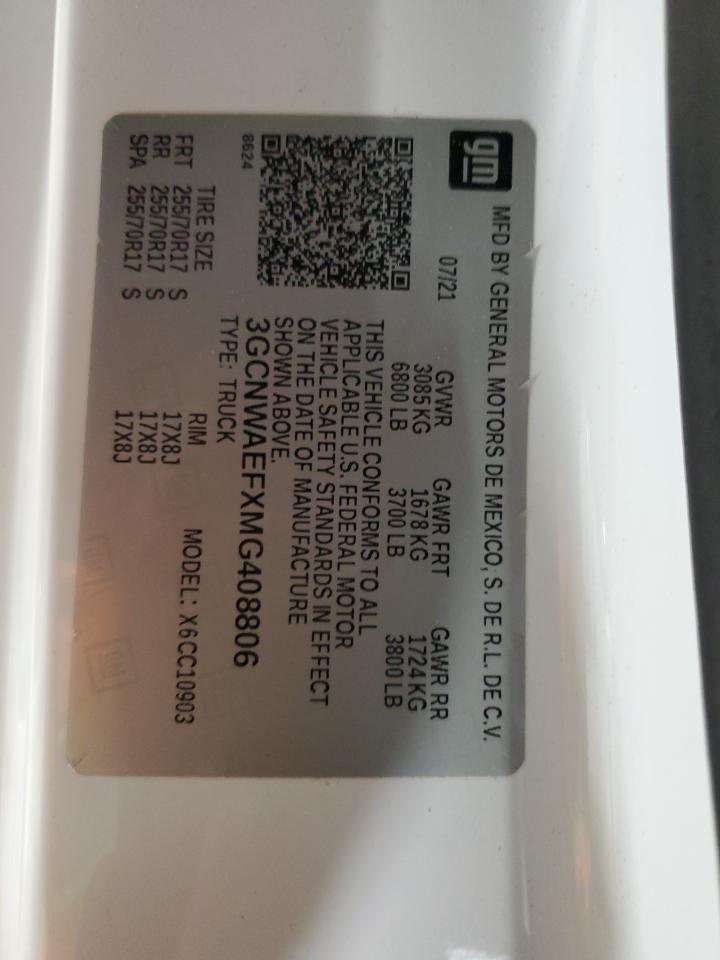 gm
MFD BY GENERAL MOTORS DE MEXICO, S. DE R.L. DE C.V.
07/21 GVWR GAWR FRT GAWR RR
3085 KG 1678 KG 1724 KG
6800 LB 3700 LB 3800 LB
THIS VEHICLE CONFORMS TO ALL
APPLICABLE U.S. FEDERAL MOTOR
VEHICLE SAFETY STANDARDS IN EFFECT
ON THE DATE OF MANUFACTURE
SHOWN ABOVE.
3GCNWAEFXMG408806
8624
TYPE: TRUCK MODEL: X6CC10903
TIRE SIZE RIM
FRT 255/70R17 S 17X8J
RR 255/70R17 S 17X8J
SPA 255/70R17 S 17X8J
GM